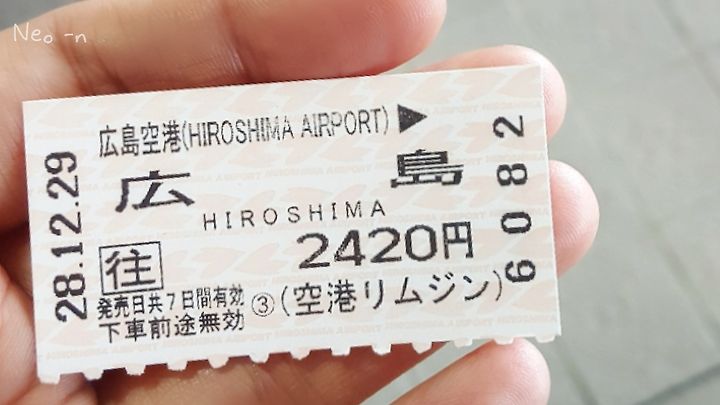 Neo -n
広島空港(HIROSHIMA AIRPORT)▶
広島
HIROSHIMA
往
2420円
発売日共7日間有効
下車前途無効
③(空港リムジン)
28.12.29
6082